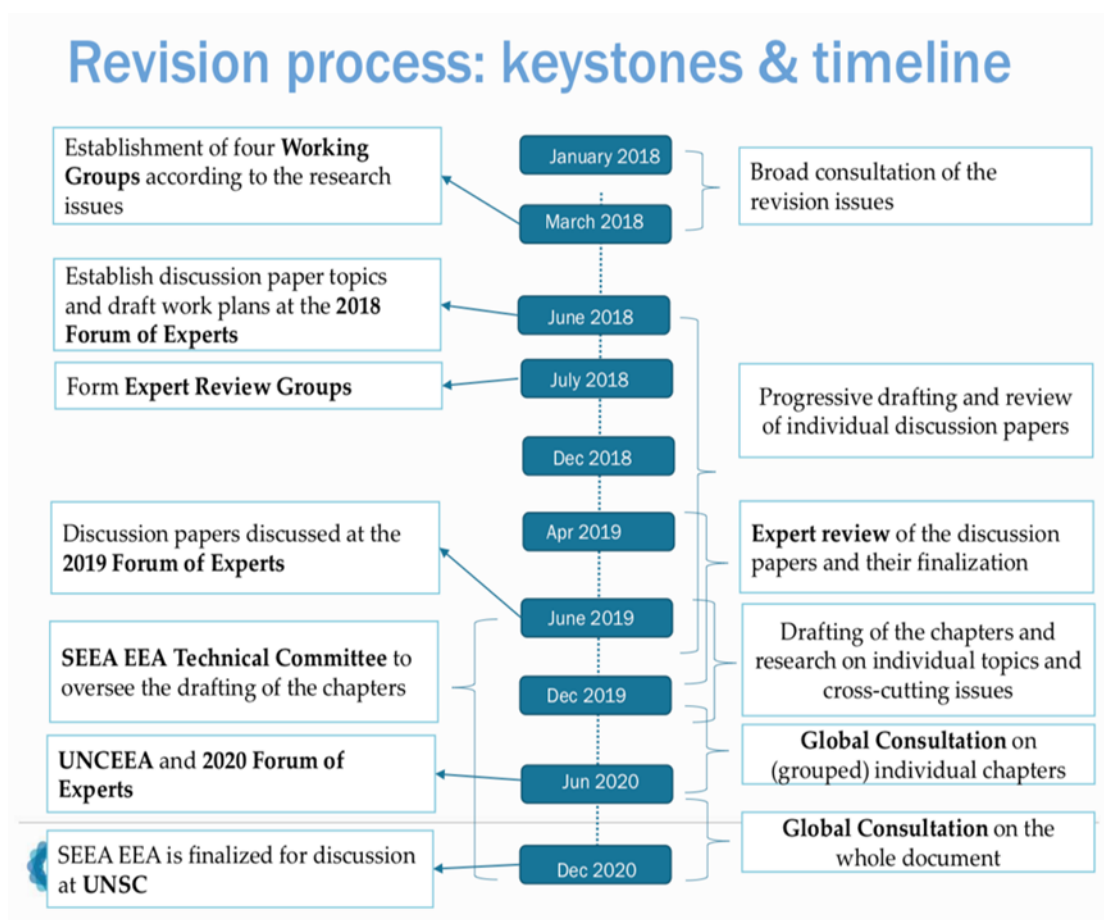 Revision process: keystones & timeline
Establishment of four Working
Groups according to the research
issues
January 2018
Broad consultation of the
revision issues
March 2018
Establish discussion paper topics
and draft work plans at the 2018
Forum of Experts
June 2018
Form Expert Review Groups
July 2018
Progressive drafting and review
of individual discussion papers
Dec 2018
Discussion papers discussed at the
2019 Forum of Experts
Apr 2019
Expert review of the discussion
papers and their finalization
June 2019
SEEA EEA Technical Committee to
oversee the drafting of the chapters
Drafting of the chapters and
research on individual topics and
cross-cutting issues
Dec 2019
Global Consultation on
(grouped) individual chapters
UNCEEA and 2020 Forum of
Experts
Jun 2020
Global Consultation on the
whole document
SEEA EEA is finalized for discussion
at UNSC
Dec 2020